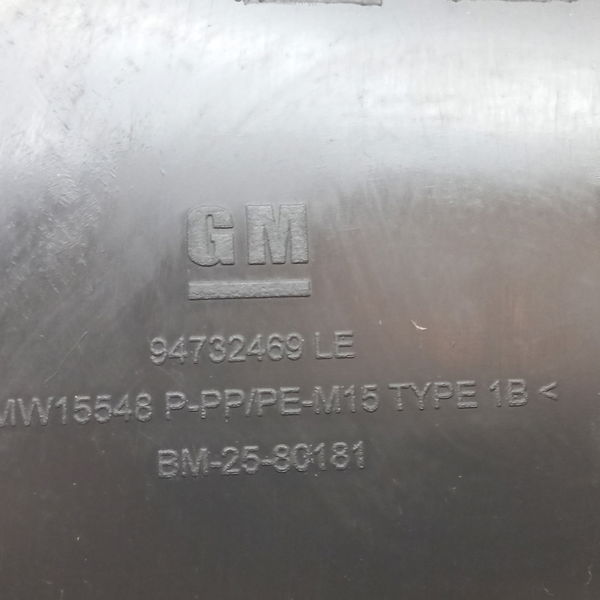 GM
94732469 LE
MW15548 P-PP/PE-M15 TYPE 1B <
BM-25-80181